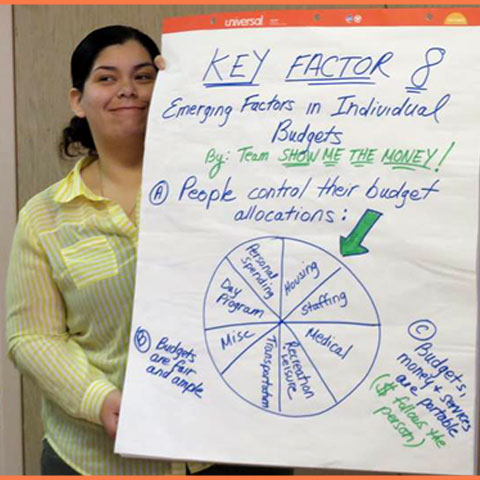 universal
KEY FACTOR 8
Emerging Factors in Individual
Budgets
By: Team SHOW ME THE MONEY!
(A) People control their budget
allocations:
Personal
Spending
Housing
Staffing
Medical
Recreation
Leisure
Transportation
Misc
Day
Program
(B) Budgets
are fair
and ample
(C) Budgets,
money & services
are portable
($ follows the
person)